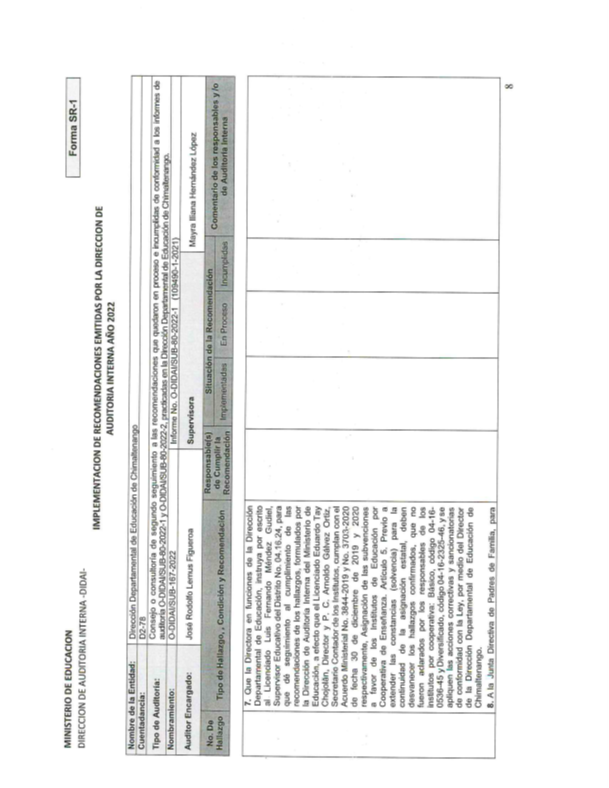 MINISTERIO DE EDUCACION
DIRECCION DE AUDITORIA INTERNA -DIDAI-
Forma SR-1
IMPLEMENTACION DE RECOMENDACIONES EMITIDAS POR LA DIRECCION DE
AUDITORIA INTERNA AÑO 2022
Nombre de la Entidad: Dirección Departamental de Educación de Chimaltenango
Cuentadancia: D2-78
Tipo de Auditoría: Consejo o consultoría de segundo seguimiento a las recomendaciones que quedaron en proceso e incumplidas de conformidad a los informes de
auditoría O-DIDAI/SUB-80-2022-1 y O-DIDAI/SUB-80-2022-2, practicadas en la Dirección Departamental de Educación de Chimaltenango.
Nombramiento: O-DIDAI/SUB-167-2022 Informe No. O-DIDAI/SUB-80-2022-1 (109490-1-2021)
Auditor Encargado: José Rodolfo Lemus Figueroa Supervisora Mayra Iliana Hernández López
No. De Hallazgo
Tipo de Hallazgo, Condición y Recomendación
Responsable(s) de Cumplir la Recomendación
Situación de la Recomendación
Implementadas En Proceso Incumplidas
Comentario de los responsables y /o de Auditoría Interna
7. Que la Directora en funciones de la Dirección
Departamental de Educación, instruya por escrito
al Licenciado Luis Fernando Méndez Gudiel,
Supervisor Educativo del Distrito No. 04.16.24, para
que dé seguimiento al cumplimiento de las
recomendaciones de los hallazgos, formulados por
la Dirección de Auditoría Interna del Ministerio de
Educación, a efecto que el Licenciado Eduardo Tay
Chopián, Director y P. C. Arnoldo Gálvez Ortiz,
Secretario Contador de los Institutos, cumplan con el
Acuerdo Ministerial No. 3844-2019 y No. 3703-2020
de fecha 30 de diciembre de 2019 y 2020
respectivamente, Asignación de las subvenciones
a favor de los Institutos de Educación por
Cooperativa de Enseñanza. Artículo 5. Previo a
extender las constancias (solvencia) para la
continuidad de la asignación estatal, deben
desvanecer los hallazgos confirmados, que no
fueron aclarados por los responsables de los
institutos por cooperativa: Básico, código 04-16-
0536-45 y Diversificado, código 04-16-2325-46, y se
apliquen las acciones correctivas y sancionatorias
de conformidad con la Ley, por medio del Director
de la Dirección Departamental de Educación de
Chimaltenango.
8. A la Junta Directiva de Padres de Familia, para
8